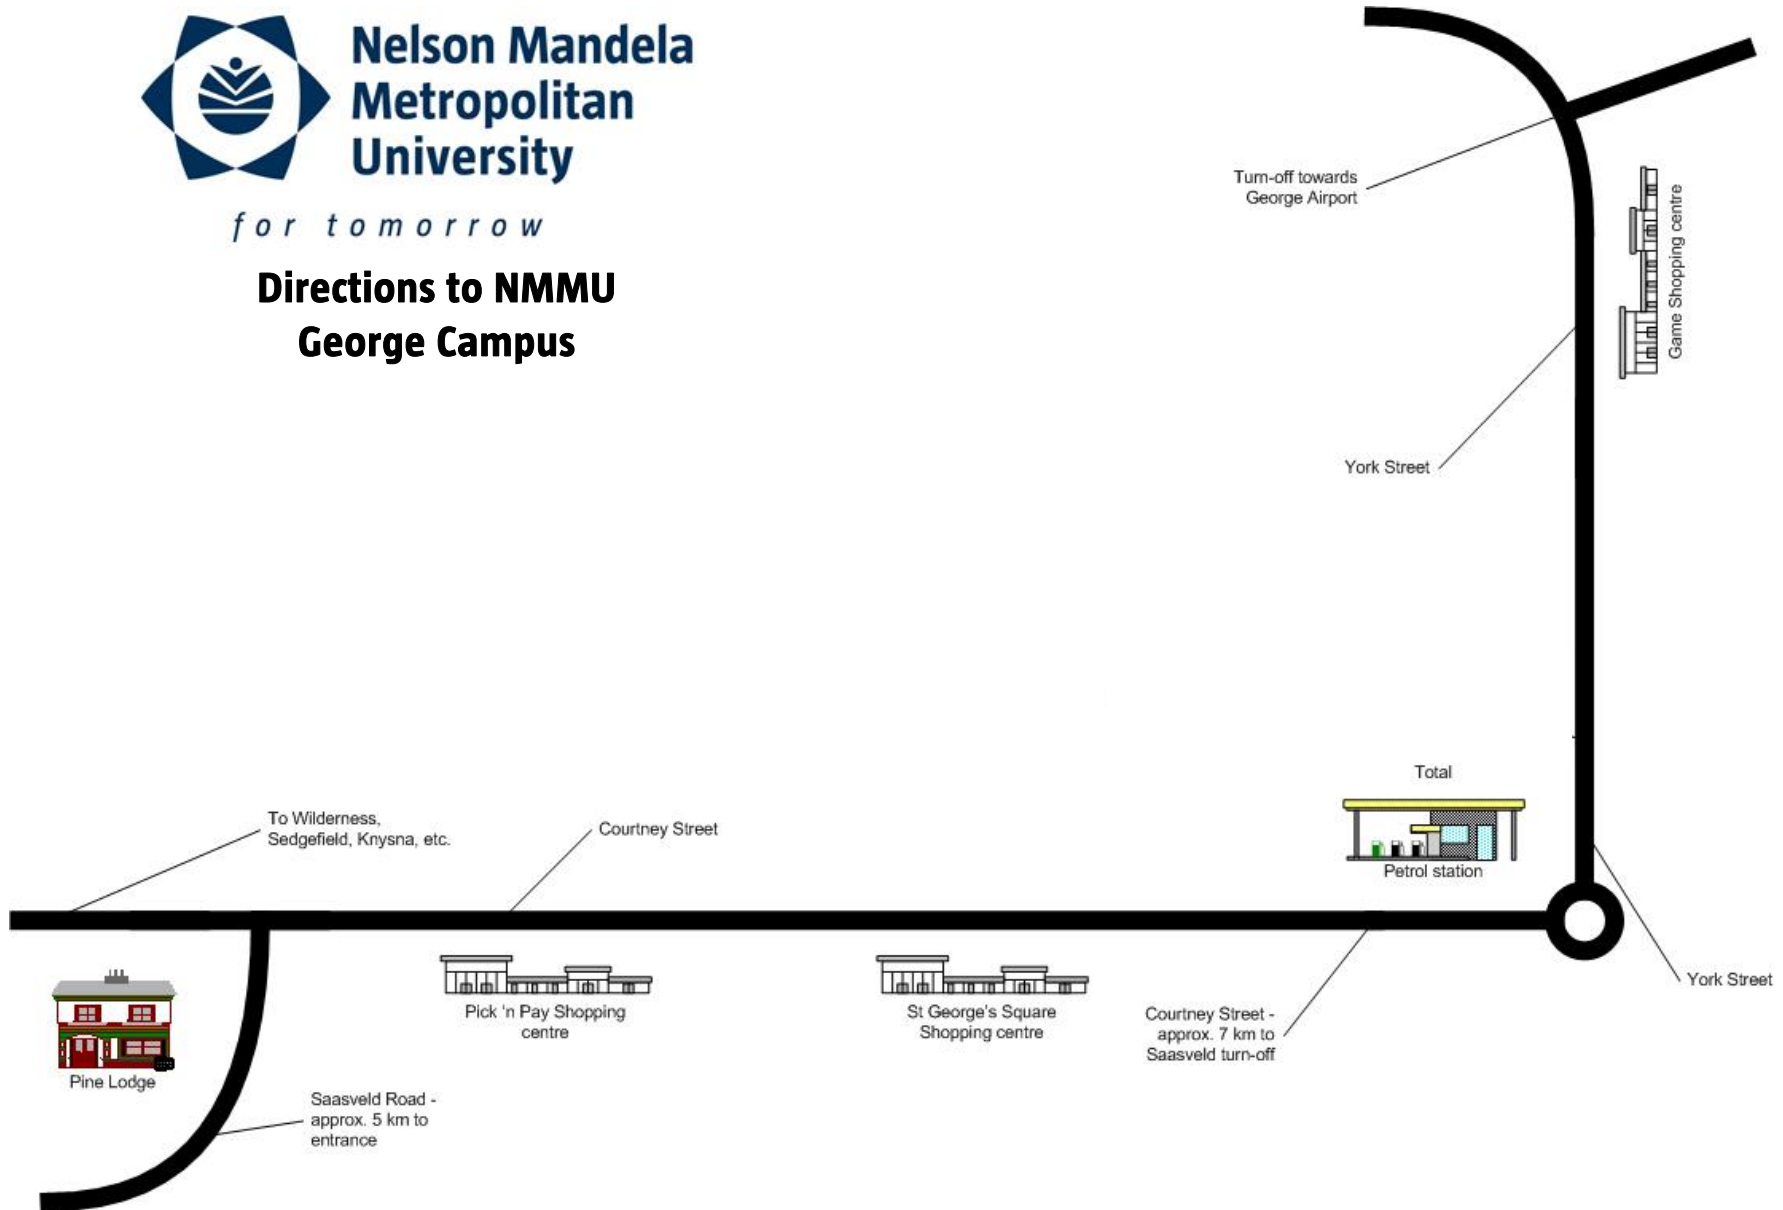 Nelson Mandela
Metropolitan
University
for tomorrow
Directions to NMMU
George Campus
Turn-off towards
George Airport
Game Shopping centre
York Street
Total
Petrol station
To Wilderness,
Sedgefield, Knysna, etc.
Courtney Street
York Street
Pick 'n Pay Shopping
centre
St George's Square
Shopping centre
Courtney Street -
approx. 7 km to
Saasveld turn-off
Pine Lodge
Saasveld Road -
approx. 5 km to
entrance